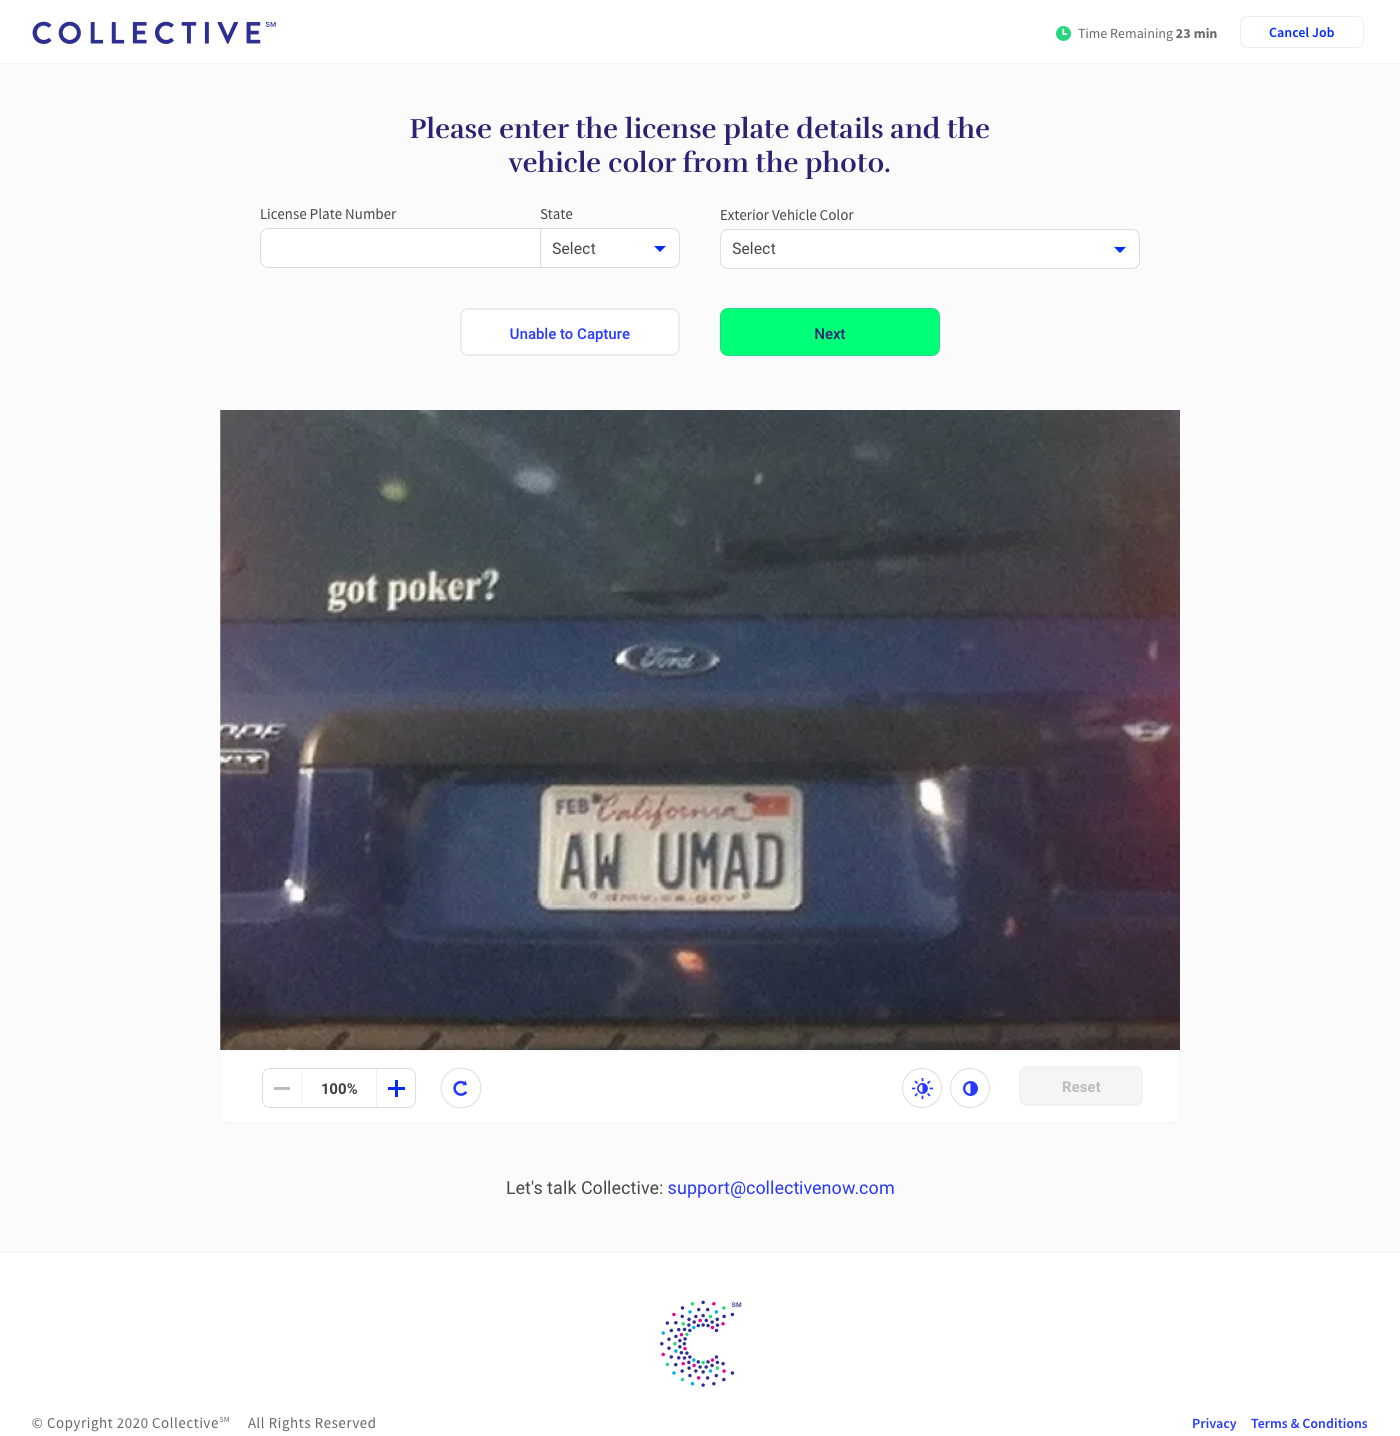 COLLECTIVE℠
Time Remaining 23 min
Cancel Job
Please enter the license plate details and the
vehicle color from the photo.
License Plate Number
State
Exterior Vehicle Color
Select
Select
Unable to Capture
Next
got poker?
Ford
XLT
FEB California
AW UMAD
dmv.ca.gov
100%
Reset
Let's talk Collective: support@collectivenow.com
SM
© Copyright 2020 Collective℠ All Rights Reserved
Privacy Terms & Conditions